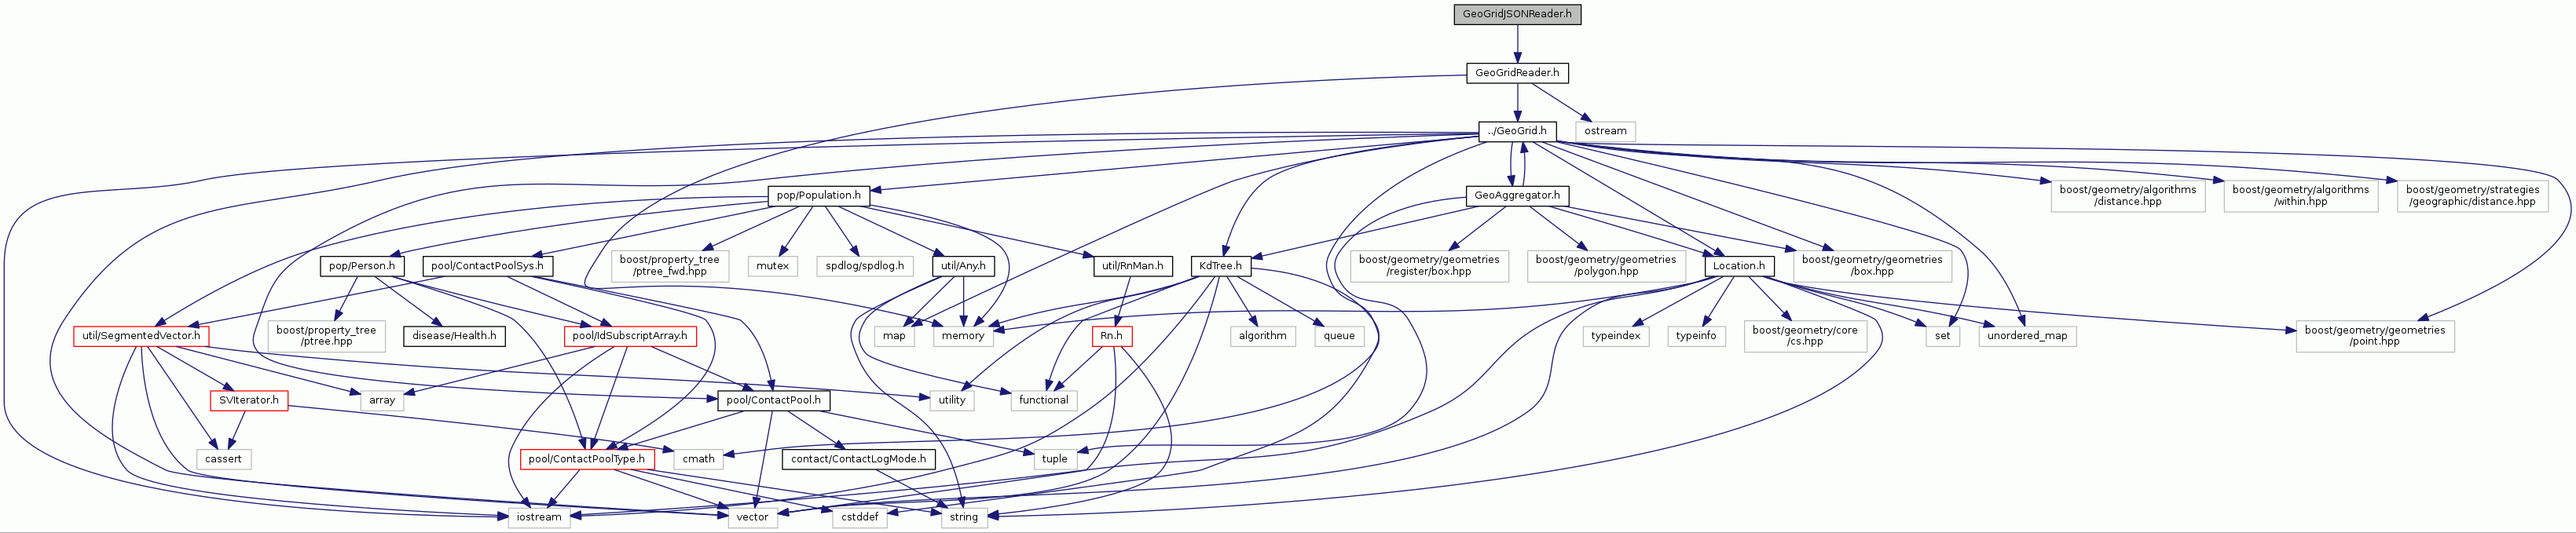 GeoGridJSONReader.h
GeoGridReader.h
../GeoGrid.h
ostream
pop/Population.h
GeoAggregator.h
boost/geometry/algorithms
/distance.hpp
boost/geometry/algorithms
/within.hpp
boost/geometry/strategies
/geographic/distance.hpp
pop/Person.h
pool/ContactPoolSys.h
boost/property_tree
/ptree_fwd.hpp
mutex
spdlog/spdlog.h
util/Any.h
util/RnMan.h
KdTree.h
boost/geometry/geometries
/register/box.hpp
boost/geometry/geometries
/polygon.hpp
Location.h
boost/geometry/geometries
/box.hpp
util/SegmentedVector.h
boost/property_tree
/ptree.hpp
disease/Health.h
pool/IdSubscriptArray.h
map
memory
Rn.h
algorithm
queue
typeindex
typeinfo
boost/geometry/core
/cs.hpp
set
unordered_map
boost/geometry/geometries
/point.hpp
SVIterator.h
array
pool/ContactPool.h
utility
functional
cassert
pool/ContactPoolType.h
cmath
contact/ContactLogMode.h
tuple
iostream
vector
cstddef
string